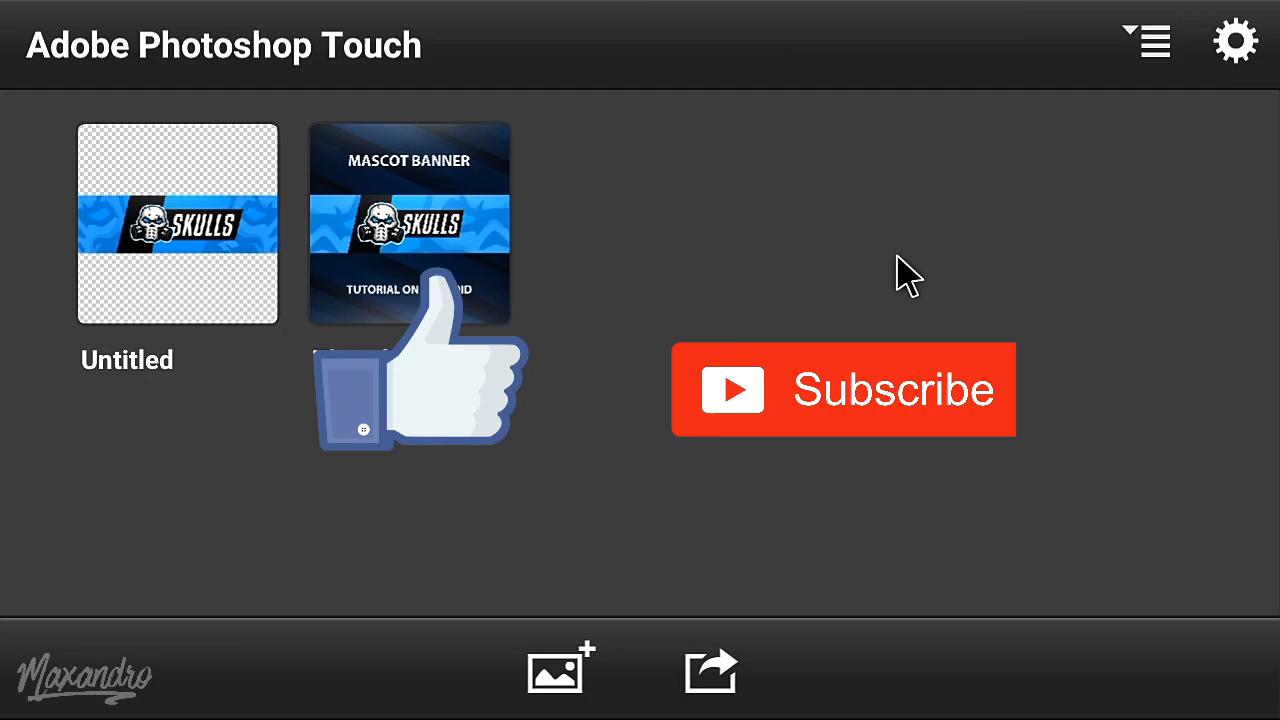 Adobe Photoshop Touch
MASCOT BANNER
SKULLS
SKULLS
TUTORIAL ON
Untitled
Subscribe
Maxandro